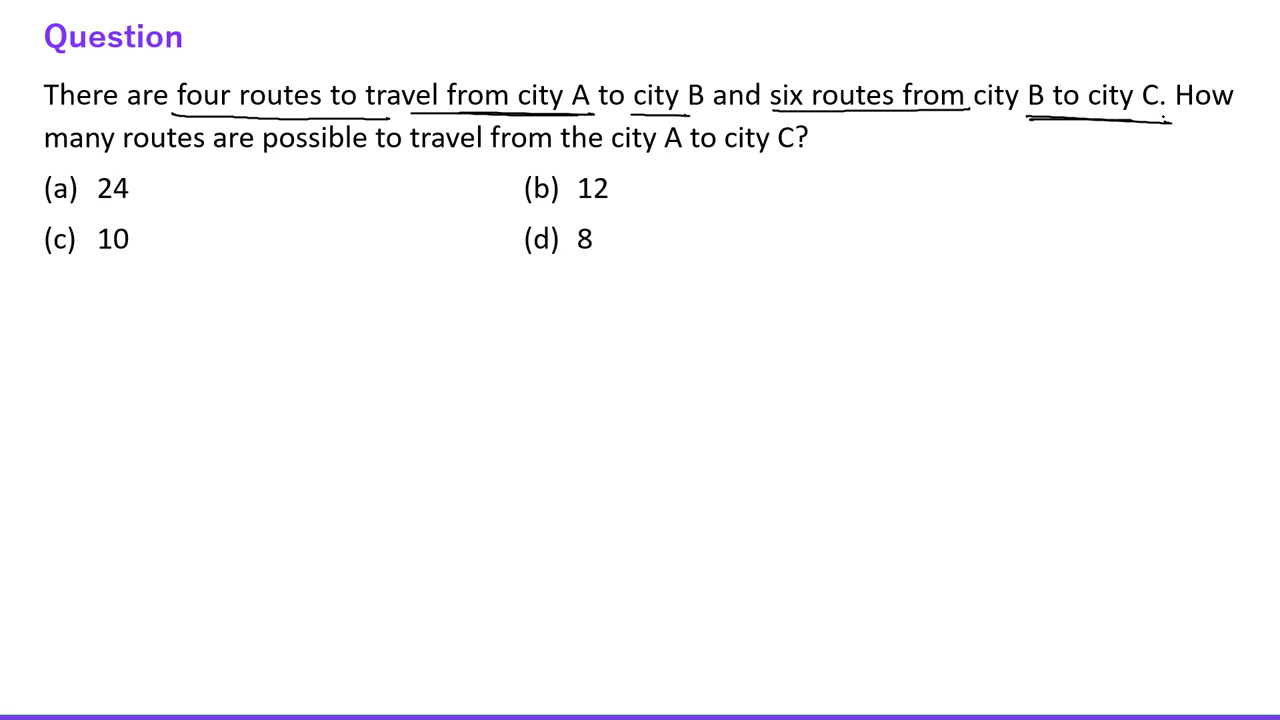 Question
There are four routes to travel from city A to city B and six routes from city B to city C. How
many routes are possible to travel from the city A to city C?
(a) 24 (b) 12
(c) 10 (d) 8